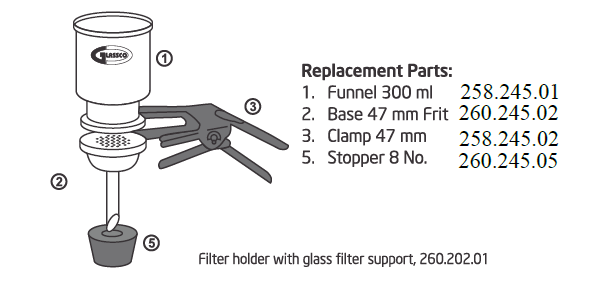 GLASSCO
1
3
2
5
Replacement Parts:
1. Funnel 300 ml 258.245.01
2. Base 47 mm Frit 260.245.02
3. Clamp 47 mm 258.245.02
5. Stopper 8 No. 260.245.05
Filter holder with glass filter support, 260.202.01